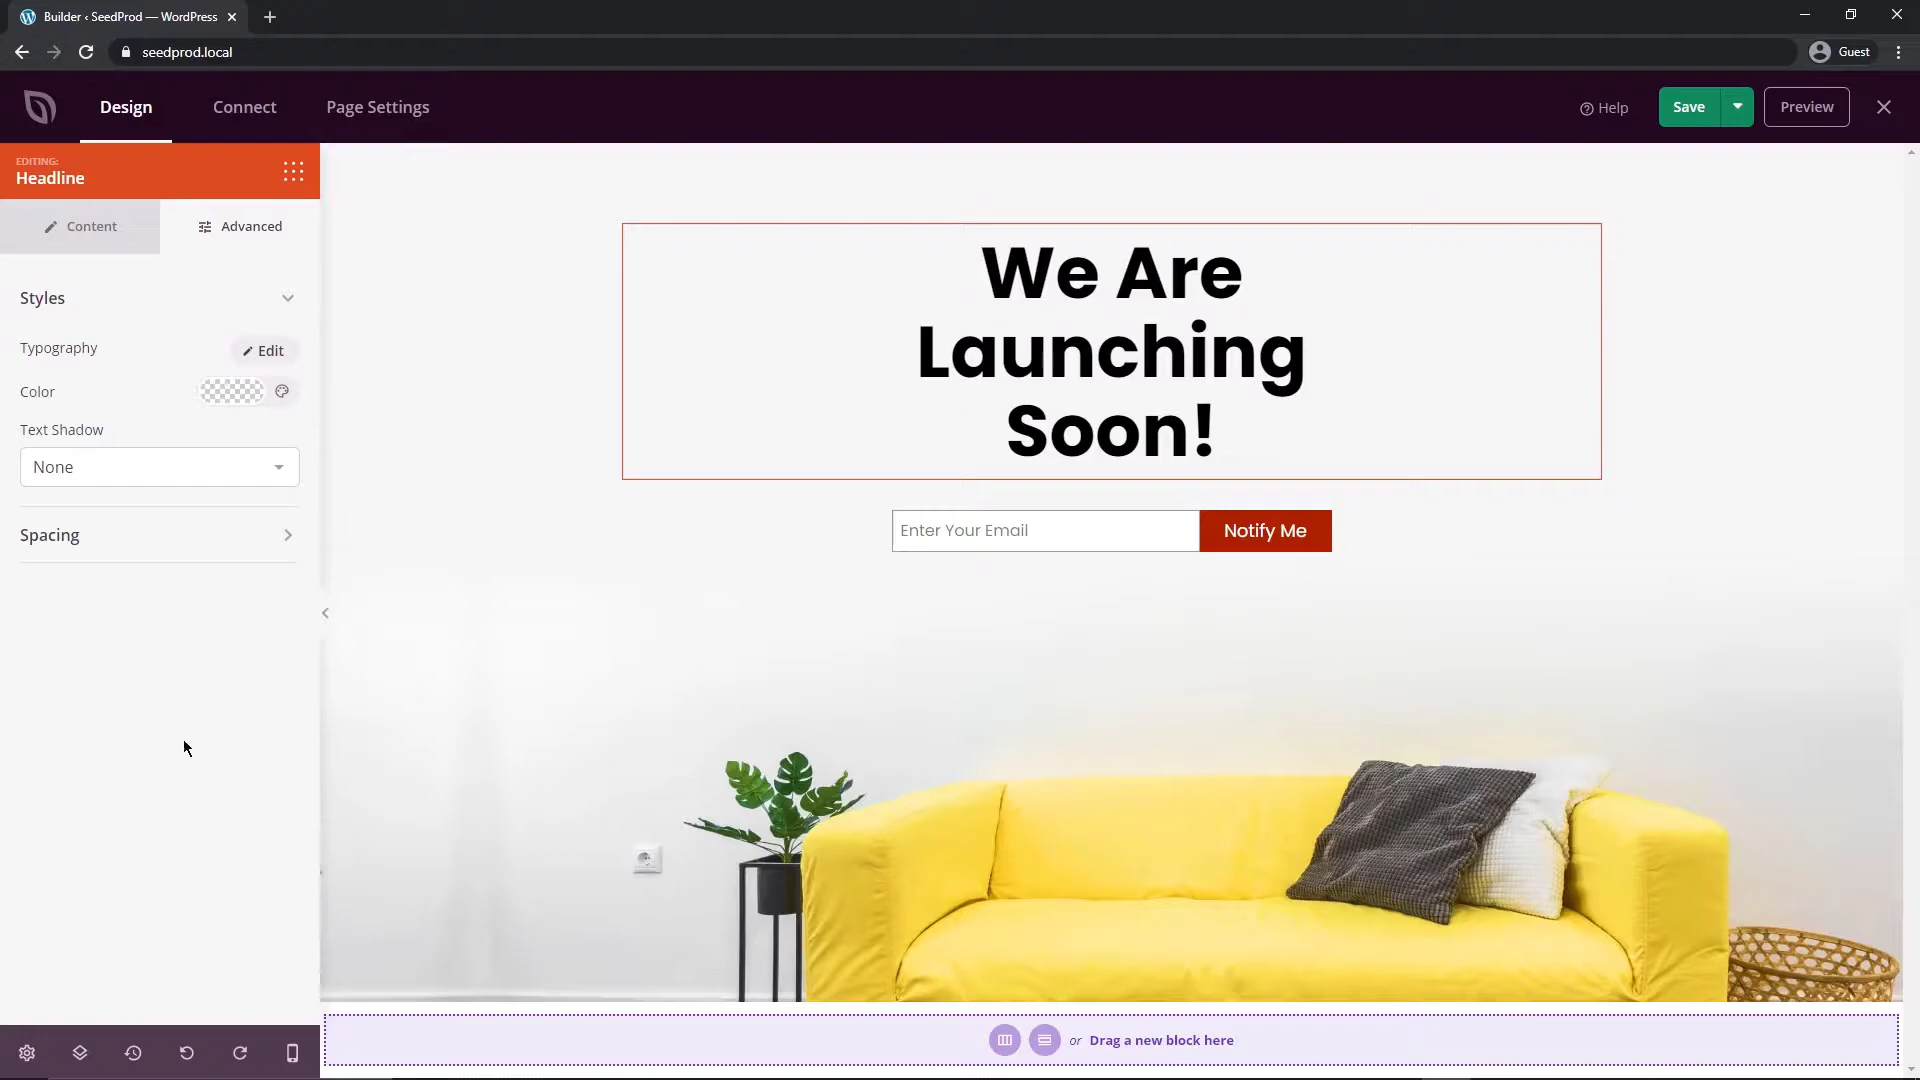 Builder ‹ SeedProd — WordPress
seedprod.local
Guest
Design
Connect
Page Settings
Help
Save
Preview
EDITING:
Headline
Content
Advanced
Styles
Typography
Edit
Color
Text Shadow
None
Spacing
We Are
Launching
Soon!
Enter Your Email
Notify Me
or Drag a new block here